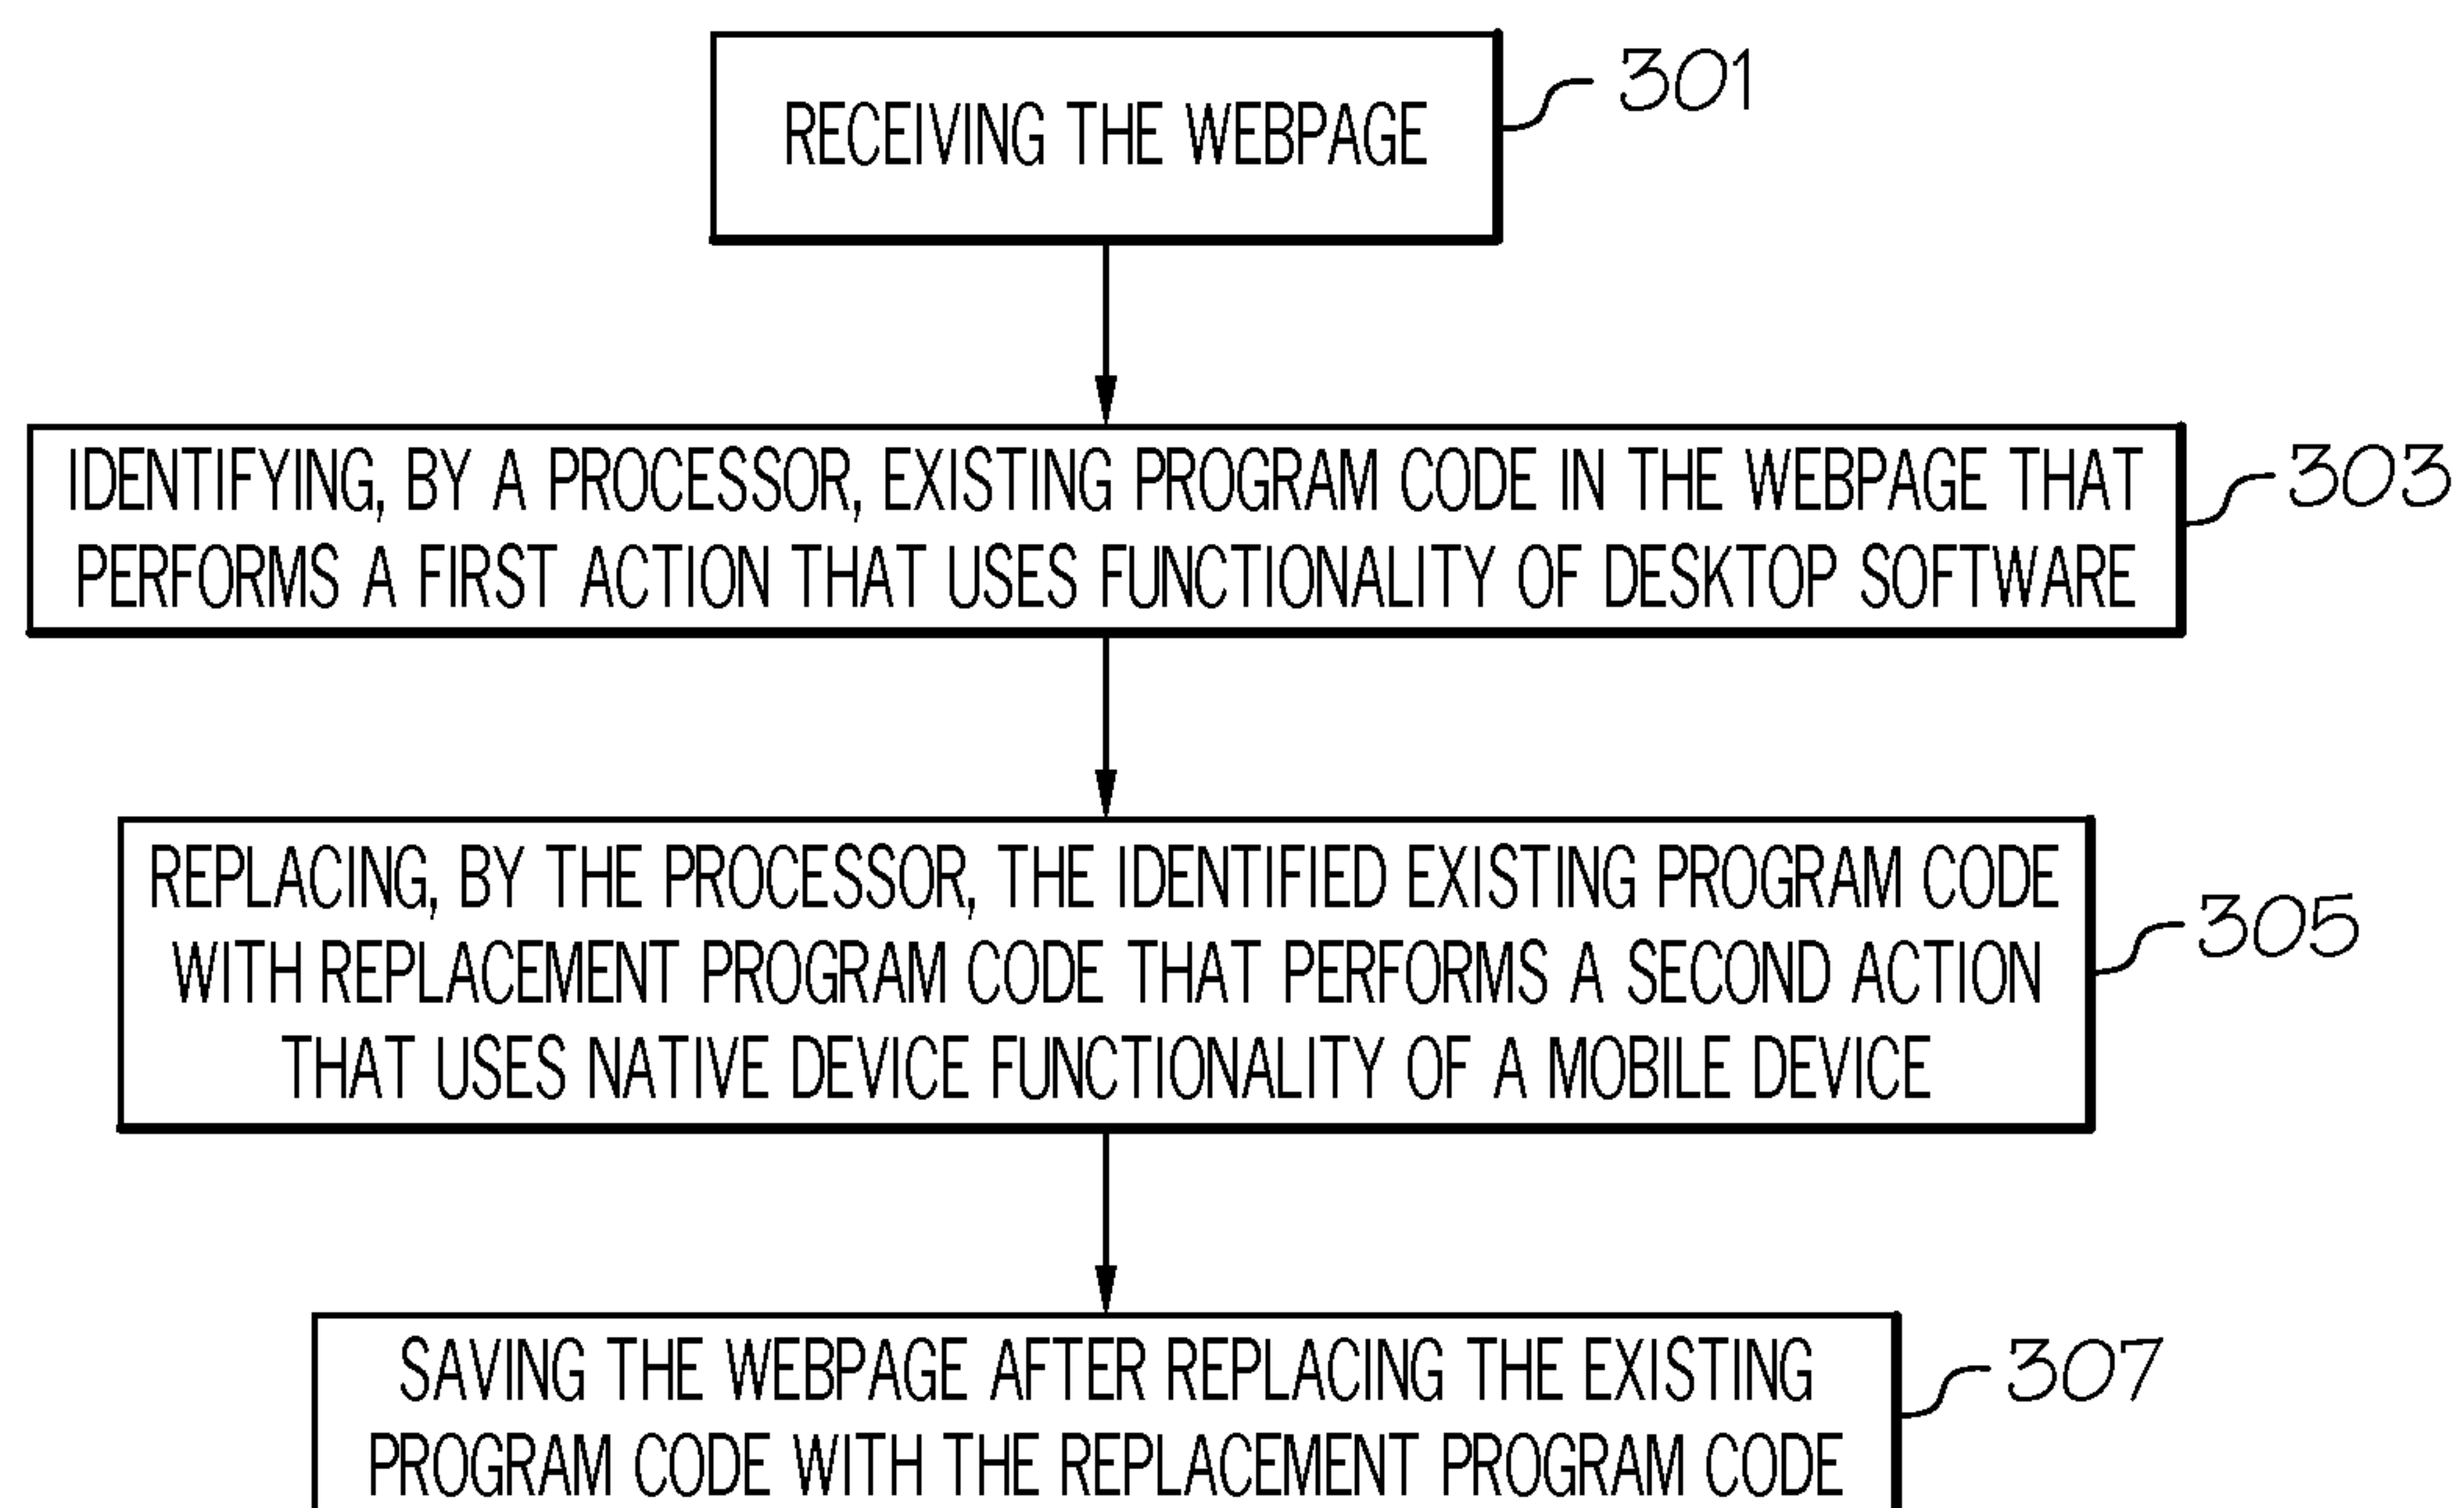 RECEIVING THE WEBPAGE
301
IDENTIFYING, BY A PROCESSOR, EXISTING PROGRAM CODE IN THE WEBPAGE THAT
PERFORMS A FIRST ACTION THAT USES FUNCTIONALITY OF DESKTOP SOFTWARE
303
REPLACING, BY THE PROCESSOR, THE IDENTIFIED EXISTING PROGRAM CODE
WITH REPLACEMENT PROGRAM CODE THAT PERFORMS A SECOND ACTION
THAT USES NATIVE DEVICE FUNCTIONALITY OF A MOBILE DEVICE
305
SAVING THE WEBPAGE AFTER REPLACING THE EXISTING
PROGRAM CODE WITH THE REPLACEMENT PROGRAM CODE
307